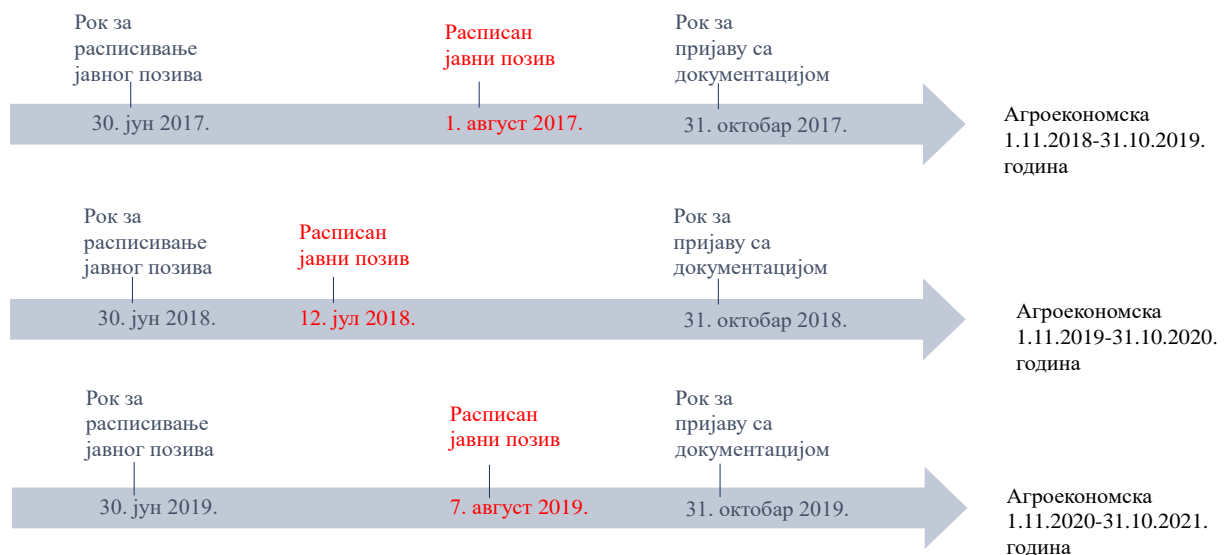 Рок за
расписивање
јавног позива
Расписан
јавни позив
Рок за
пријаву са
документацијом
30. јун 2017.
1. август 2017.
31. октобар 2017.
Агроекономска
1.11.2018-31.10.2019.
година
Рок за
расписивање
јавног позива
Расписан
јавни позив
Рок за
пријаву са
документацијом
30. јун 2018.
12. јул 2018.
31. октобар 2018.
Агроекономска
1.11.2019-31.10.2020.
година
Рок за
расписивање
јавног позива
Расписан
јавни позив
Рок за
пријаву са
документацијом
30. јун 2019.
7. август 2019.
31. октобар 2019.
Агроекономска
1.11.2020-31.10.2021.
година